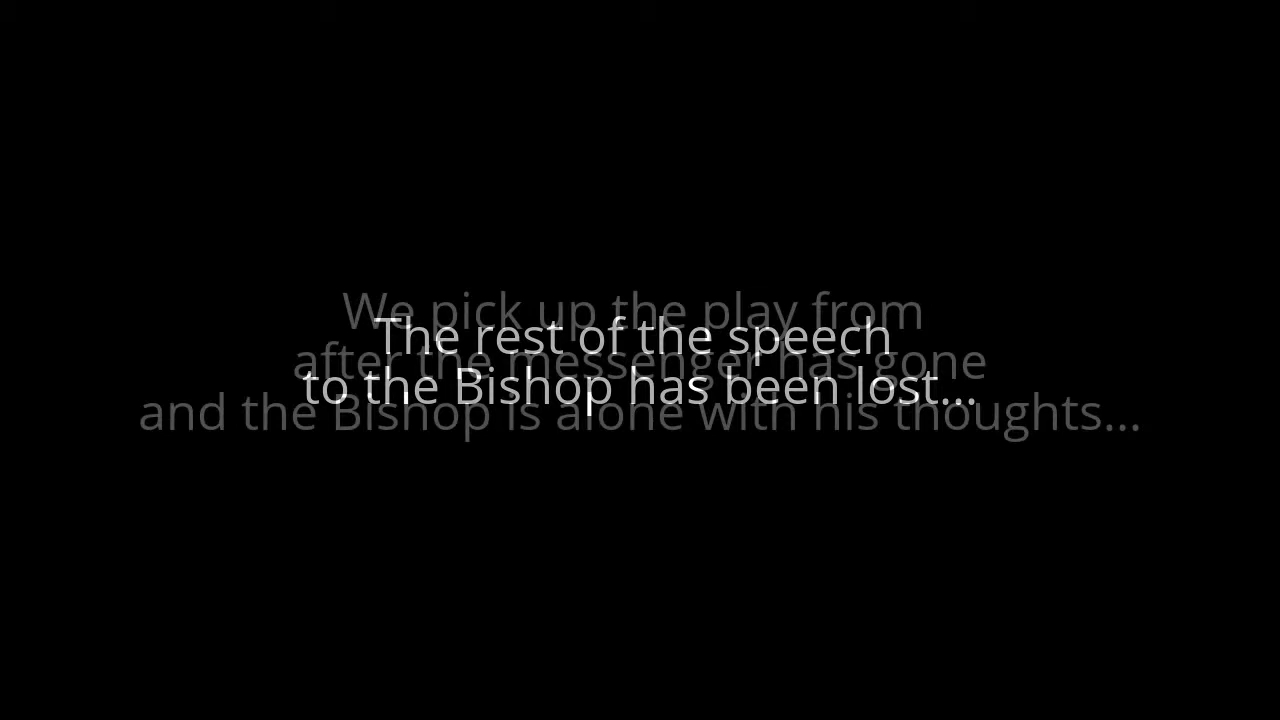 The rest of the speech
to the Bishop has been lost...
We pick up the play from
after the messenger has gone
and the Bishop is alone with his thoughts...